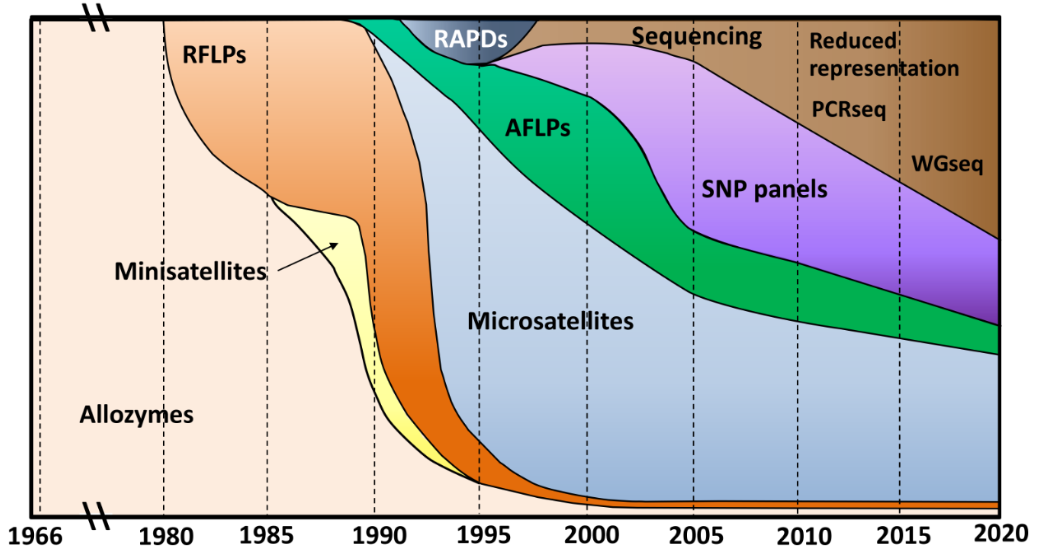 RFLPs
RAPDs
Sequencing
Reduced
representation
PCRseq
AFLPs
WGseq
SNP panels
Minisatellites
Microsatellites
Allozymes
1966
1980
1985
1990
1995
2000
2005
2010
2015
2020